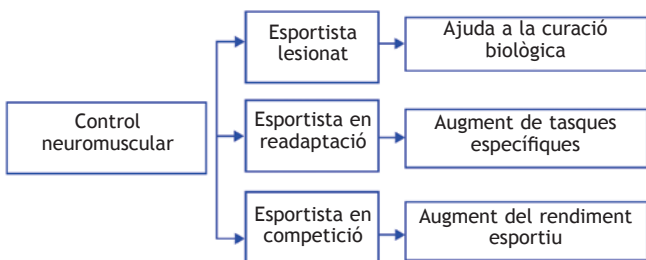 Control
neuromuscular
Esportista
lesionat
Ajuda a la curació
biològica
Esportista en
readaptació
Augment de tasques
específiques
Esportista en
competició
Augment del rendiment
esportiu